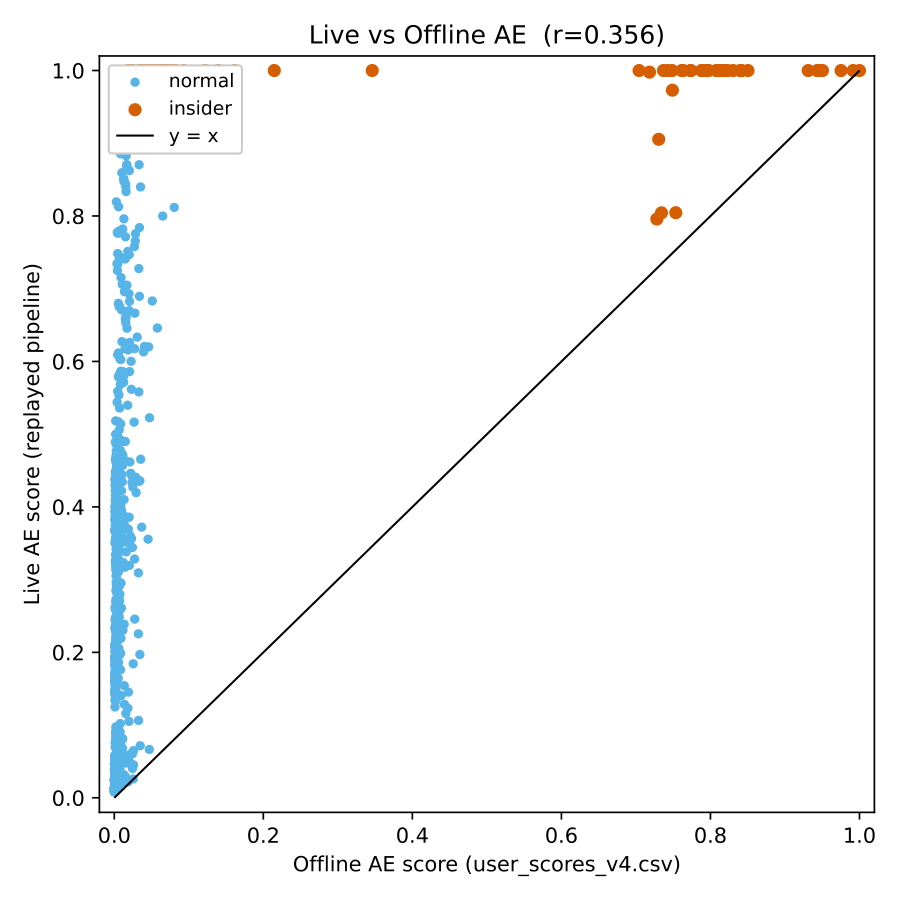 Live vs Offline AE (r=0.356)
1.0
0.8
0.6
0.4
0.2
0.0
Live AE score (replayed pipeline)
normal
insider
y = x
0.0 0.2 0.4 0.6 0.8 1.0
Offline AE score (user_scores_v4.csv)